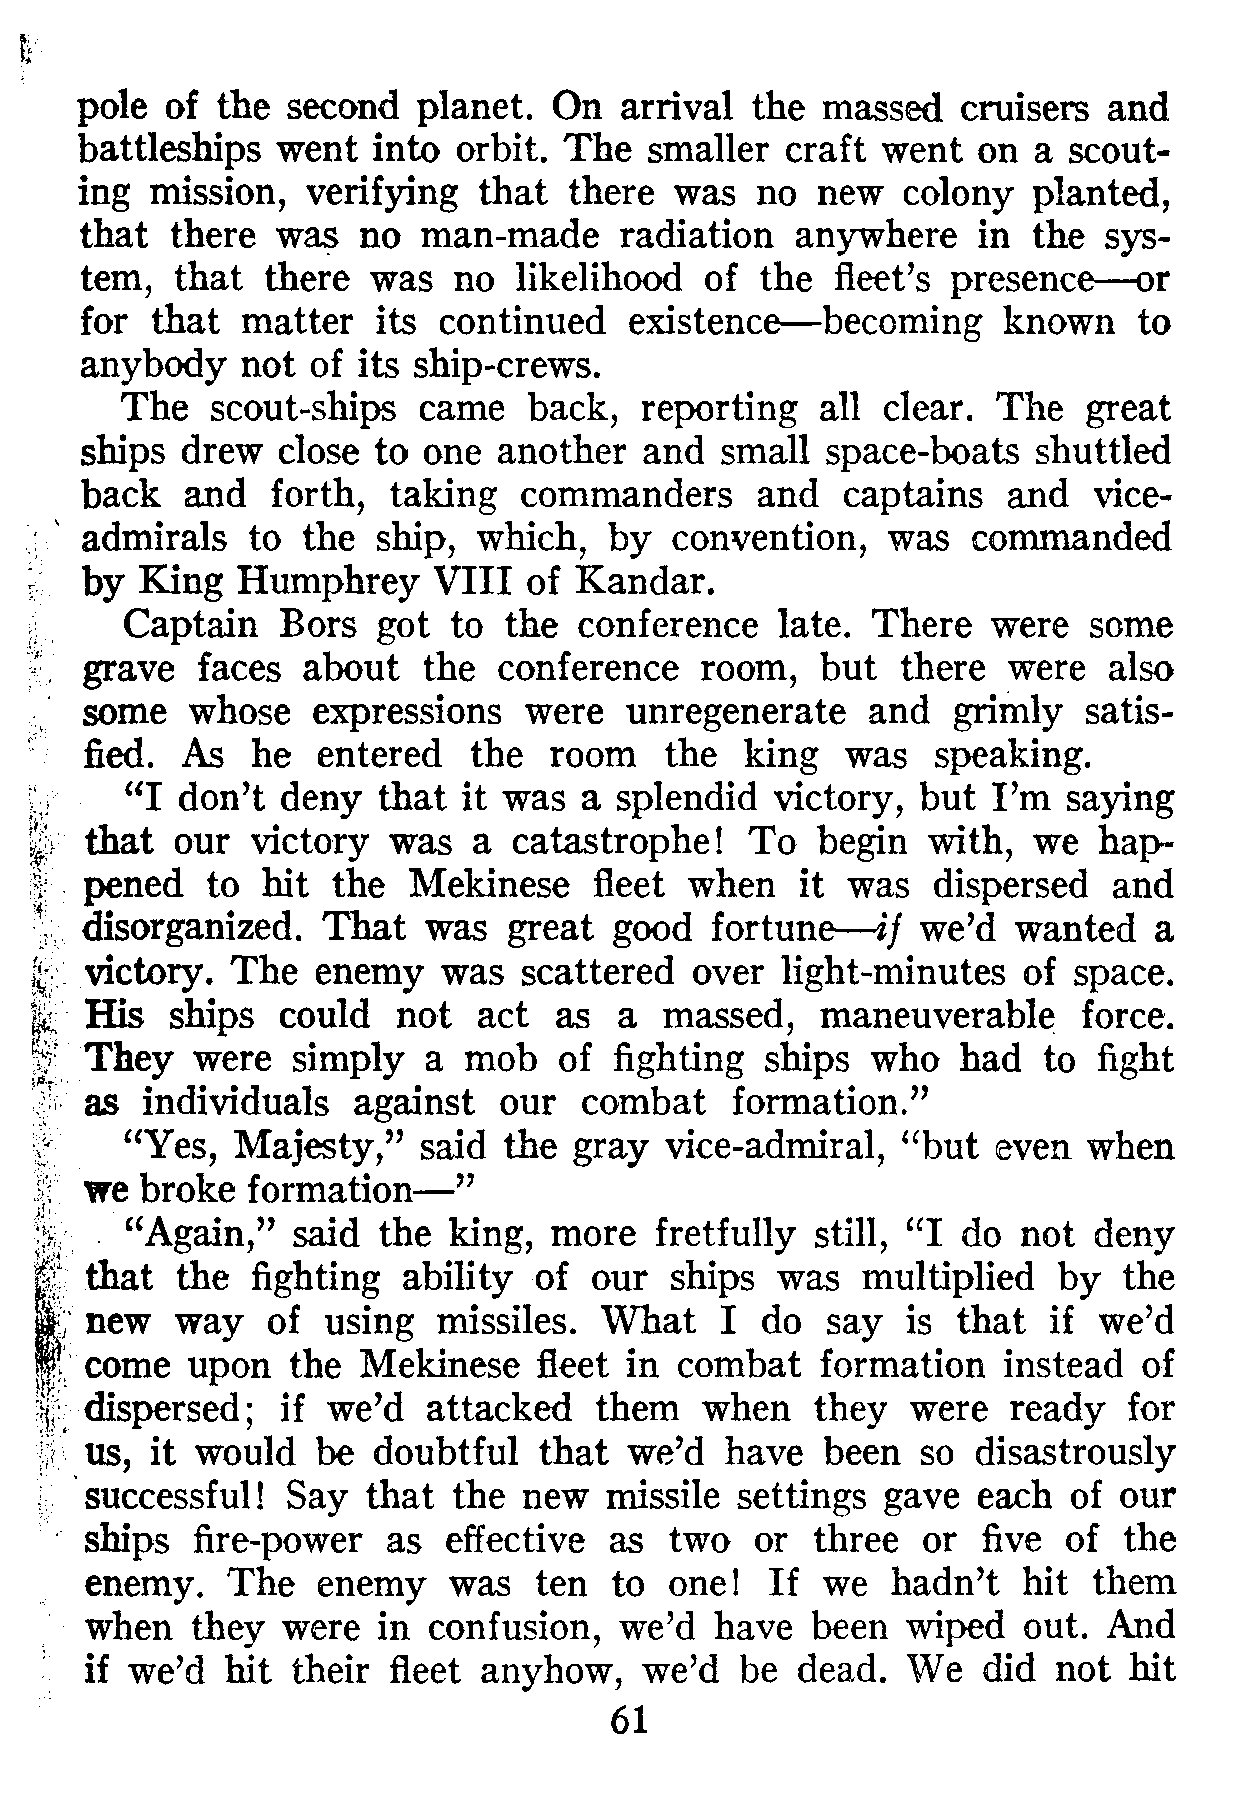 pole of the second planet. On arrival the massed cruisers and
battleships went into orbit. The smaller craft went on a scout-
ing mission, verifying that there was no new colony planted,
that there was no man-made radiation anywhere in the sys-
tem, that there was no likelihood of the fleet's presence—or
for that matter its continued existence—becoming known to
anybody not of its ship-crews.
The scout-ships came back, reporting all clear. The great
ships drew close to one another and small space-boats shuttled
back and forth, taking commanders and captains and vice-
admirals to the ship, which, by convention, was commanded
by King Humphrey VIII of Kandar.
Captain Bors got to the conference late. There were some
grave faces about the conference room, but there were also
some whose expressions were unregenerate and grimly satis-
fied. As he entered the room the king was speaking.
“I don't deny that it was a splendid victory, but I'm saying
that our victory was a catastrophe! To begin with, we hap-
pened to hit the Mekinese fleet when it was dispersed and
disorganized. That was great good fortune—if we'd wanted a
victory. The enemy was scattered over light-minutes of space.
His ships could not act as a massed, maneuverable force.
They were simply a mob of fighting ships who had to fight
as individuals against our combat formation.”
“Yes, Majesty,” said the gray vice-admiral, “but even when
we broke formation—”
“Again,” said the king, more fretfully still, “I do not deny
that the fighting ability of our ships was multiplied by the
new way of using missiles. What I do say is that if we'd
come upon the Mekinese fleet in combat formation instead of
dispersed; if we'd attacked them when they were ready for
us, it would be doubtful that we'd have been so disastrously
successful! Say that the new missile settings gave each of our
ships fire-power as effective as two or three or five of the
enemy. The enemy was ten to one! If we hadn't hit them
when they were in confusion, we'd have been wiped out. And
if we'd hit their fleet anyhow, we'd be dead. We did not hit
61